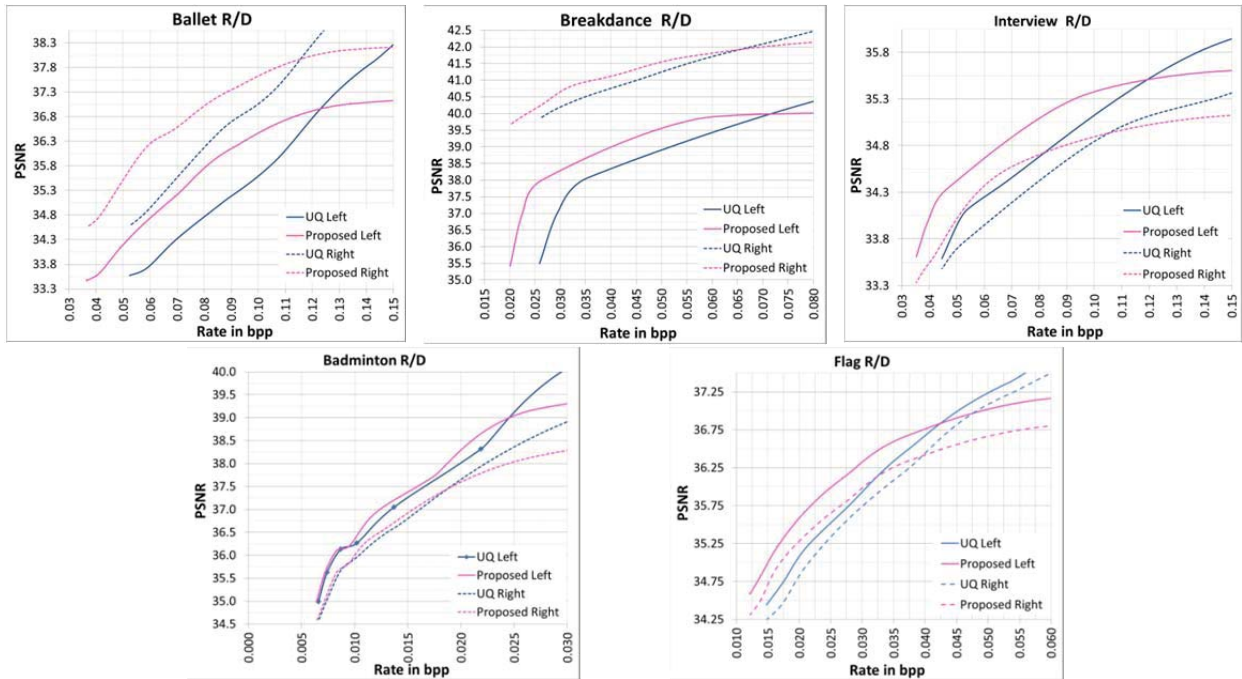 Ballet R/D
PSNR
38.3
37.8
37.3
36.8
36.3
35.8
35.3
34.8
34.3
33.8
33.3
UQ Left
Proposed Left
UQ Right
Proposed Right
0.03 0.04 0.05 0.06 0.07 0.08 0.09 0.10 0.11 0.12 0.13 0.14 0.15
Rate in bpp
Breakdance R/D
PSNR
42.5
42.0
41.5
41.0
40.5
40.0
39.5
39.0
38.5
38.0
37.5
37.0
36.5
36.0
35.5
35.0
UQ Left
Proposed Left
UQ Right
Proposed Right
0.015 0.020 0.025 0.030 0.035 0.040 0.045 0.050 0.055 0.060 0.065 0.070 0.075 0.080
Rate in bpp
Interview R/D
PSNR
35.8
35.3
34.8
34.3
33.8
33.3
UQ Left
Proposed Left
UQ Right
Proposed Right
0.03 0.04 0.05 0.06 0.07 0.08 0.09 0.10 0.11 0.12 0.13 0.14 0.15
Rate in bpp
Badminton R/D
PSNR
40.0
39.5
39.0
38.5
38.0
37.5
37.0
36.5
36.0
35.5
35.0
34.5
UQ Left
Proposed Left
UQ Right
Proposed Right
0.000 0.005 0.010 0.015 0.020 0.025 0.030
Rate in bpp
Flag R/D
PSNR
37.25
36.75
36.25
35.75
35.25
34.75
34.25
UQ Left
Proposed Left
UQ Right
Proposed Right
0.010 0.015 0.020 0.025 0.030 0.035 0.040 0.045 0.050 0.055 0.060
Rate in bpp